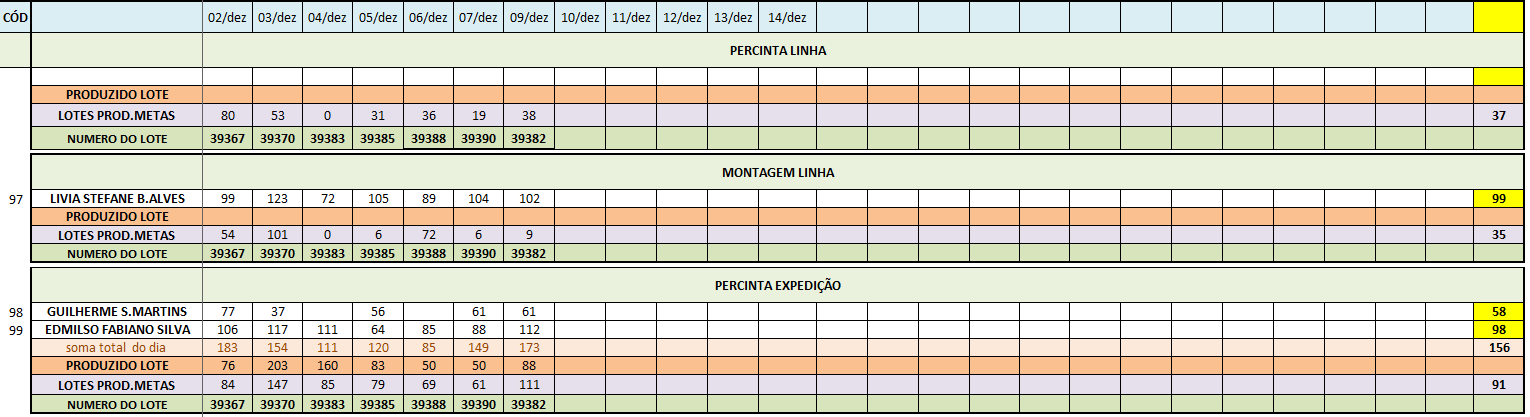 CÓD 02/dez 03/dez 04/dez 05/dez 06/dez 07/dez 09/dez 10/dez 11/dez 12/dez 13/dez 14/dez
PERCINTA LINHA
PRODUZIDO LOTE
LOTES PROD.METAS 80 53 0 31 36 19 38 37
NUMERO DO LOTE 39367 39370 39383 39385 39388 39390 39382
MONTAGEM LINHA
97 LIVIA STEFANE B.ALVES 99 123 72 105 89 104 102 99
PRODUZIDO LOTE
LOTES PROD.METAS 54 101 0 6 72 6 9 35
NUMERO DO LOTE 39367 39370 39383 39385 39388 39390 39382
PERCINTA EXPEDIÇÃO
98 GUILHERME S.MARTINS 77 37 56 61 61 58
99 EDMILSO FABIANO SILVA 106 117 111 64 85 88 112 98
soma total do dia 183 154 111 120 85 149 173 156
PRODUZIDO LOTE 76 203 160 83 50 50 88
LOTES PROD.METAS 84 147 85 79 69 61 111 91
NUMERO DO LOTE 39367 39370 39383 39385 39388 39390 39382